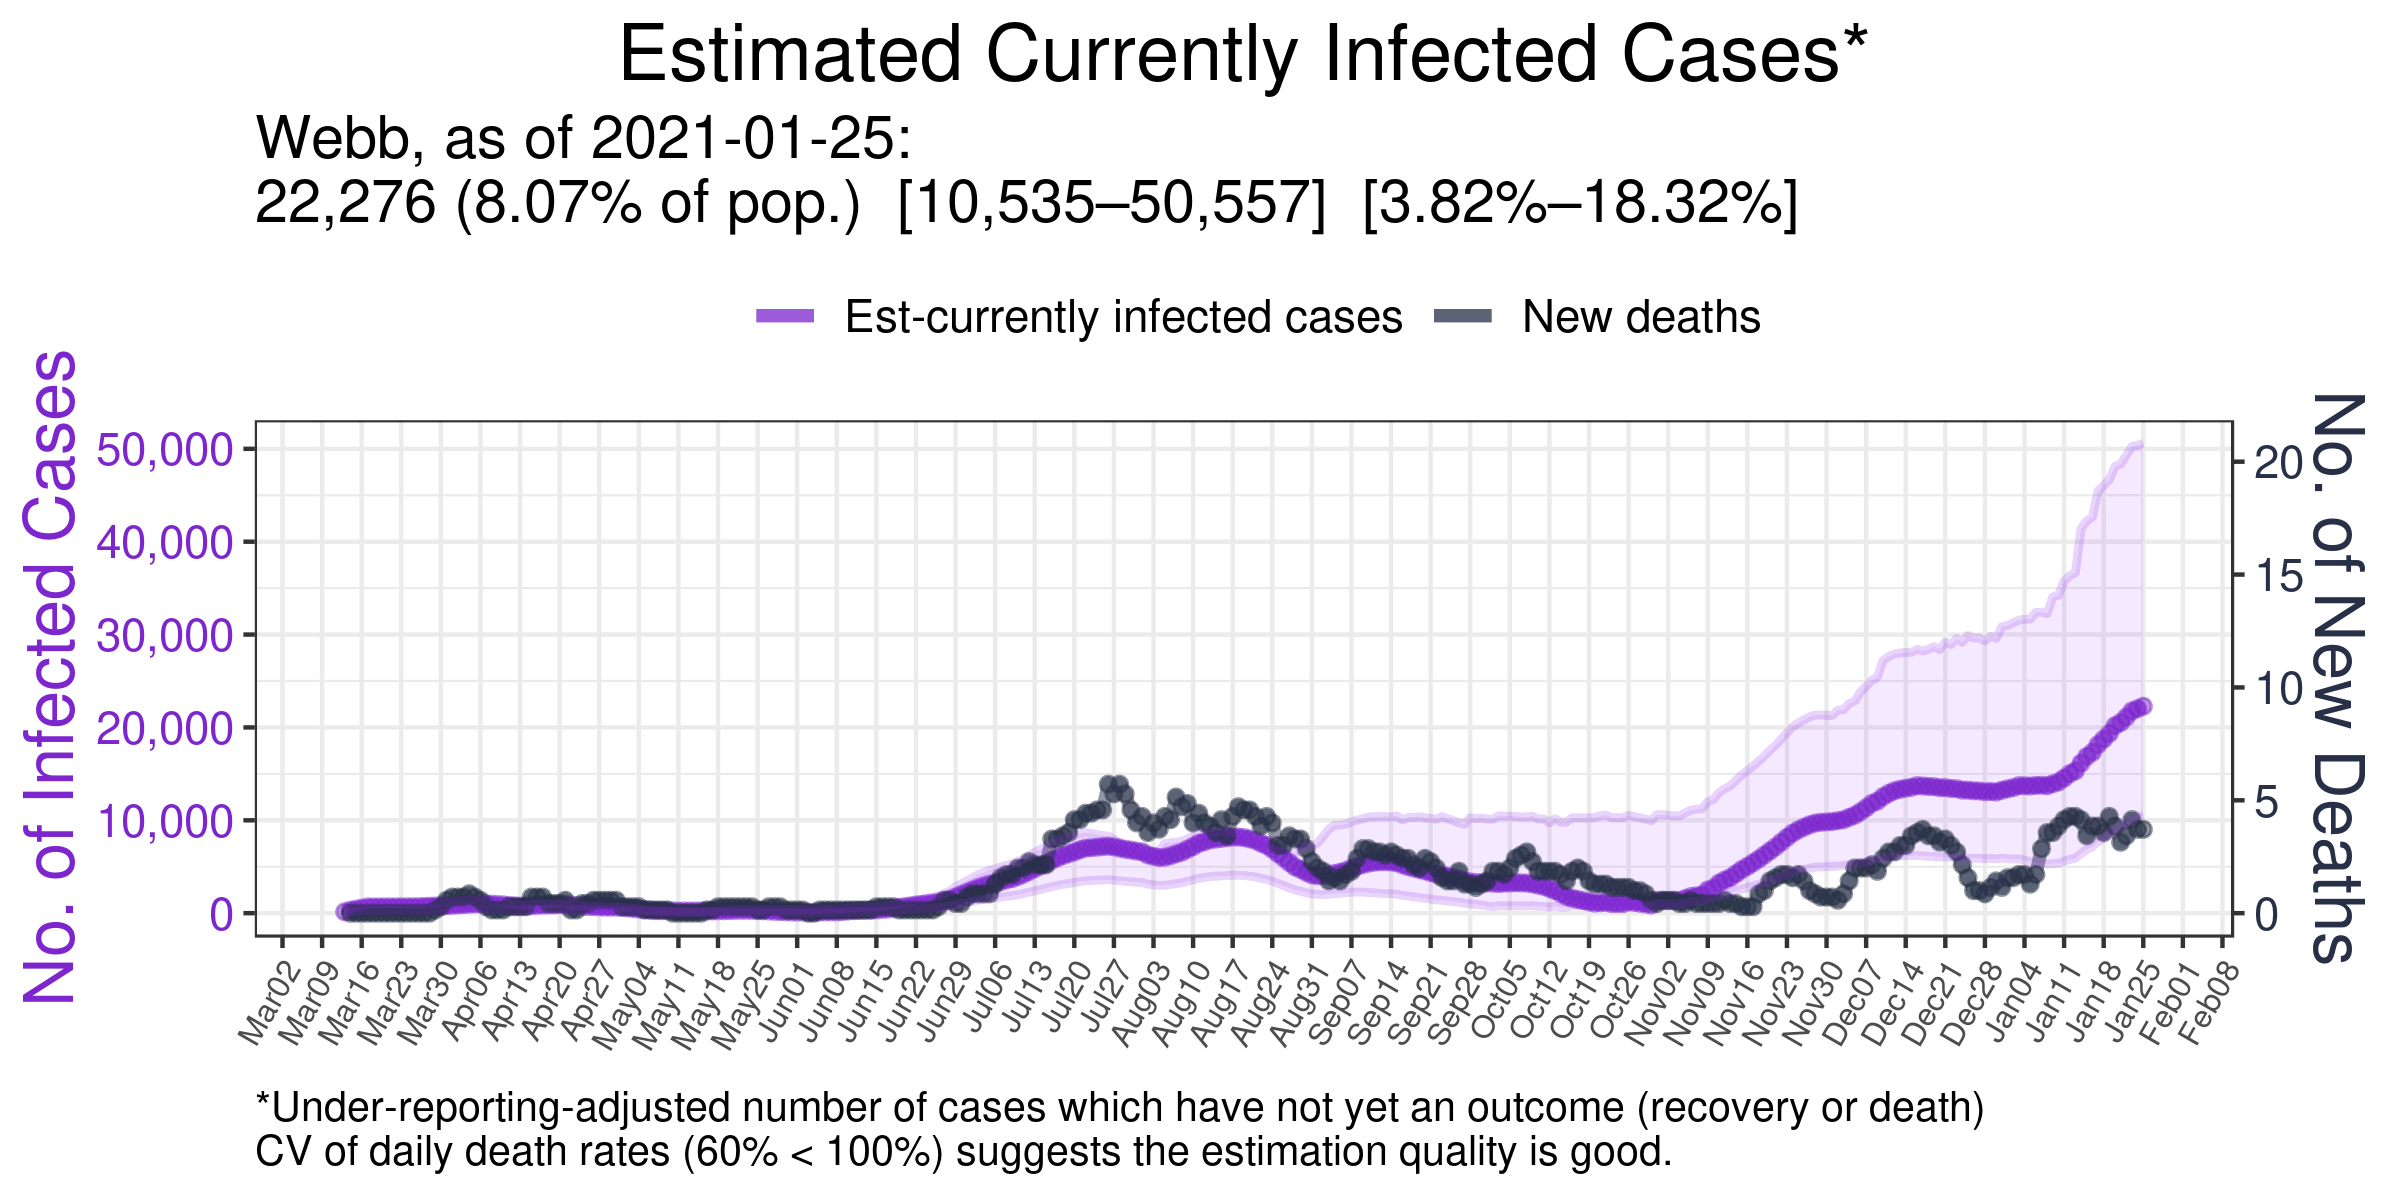 Estimated Currently Infected Cases*
Webb, as of 2021-01-25:
22,276 (8.07% of pop.) [10,535–50,557] [3.82%–18.32%]
Est-currently infected cases
New deaths
No. of Infected Cases
50,000
40,000
30,000
20,000
10,000
0
20
15
10
5
0
No. of New Deaths
Mar02
Mar09
Mar16
Mar23
Mar30
Apr06
Apr13
Apr20
Apr27
May04
May11
May18
May25
Jun01
Jun08
Jun15
Jun22
Jun29
Jul06
Jul13
Jul20
Jul27
Aug03
Aug10
Aug17
Aug24
Aug31
Sep07
Sep14
Sep21
Sep28
Oct05
Oct12
Oct19
Oct26
Nov02
Nov09
Nov16
Nov23
Nov30
Dec07
Dec14
Dec21
Dec28
Jan04
Jan11
Jan18
Jan25
Feb01
Feb08
*Under-reporting-adjusted number of cases which have not yet an outcome (recovery or death)
CV of daily death rates (60% < 100%) suggests the estimation quality is good.